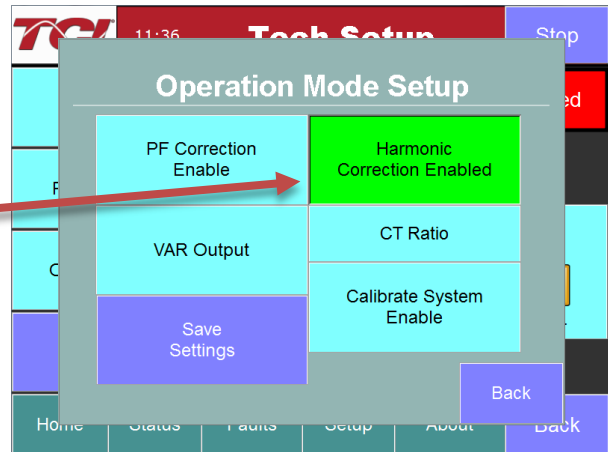 TCI
11:36
Tech Setup
Stop
Operation Mode Setup
PF Correction
Enable
Harmonic
Correction Enabled
VAR Output
CT Ratio
Calibrate System
Enable
Save
Settings
Back
Home
Status
Faults
Setup
About
Back